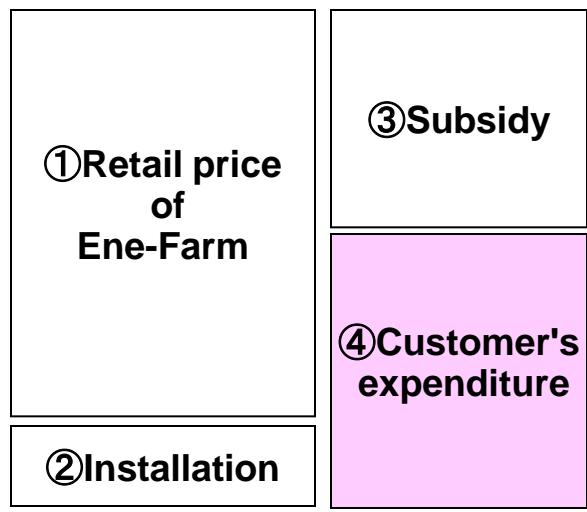 ①Retail price
of
Ene-Farm
②Installation
③Subsidy
④Customer's
expenditure